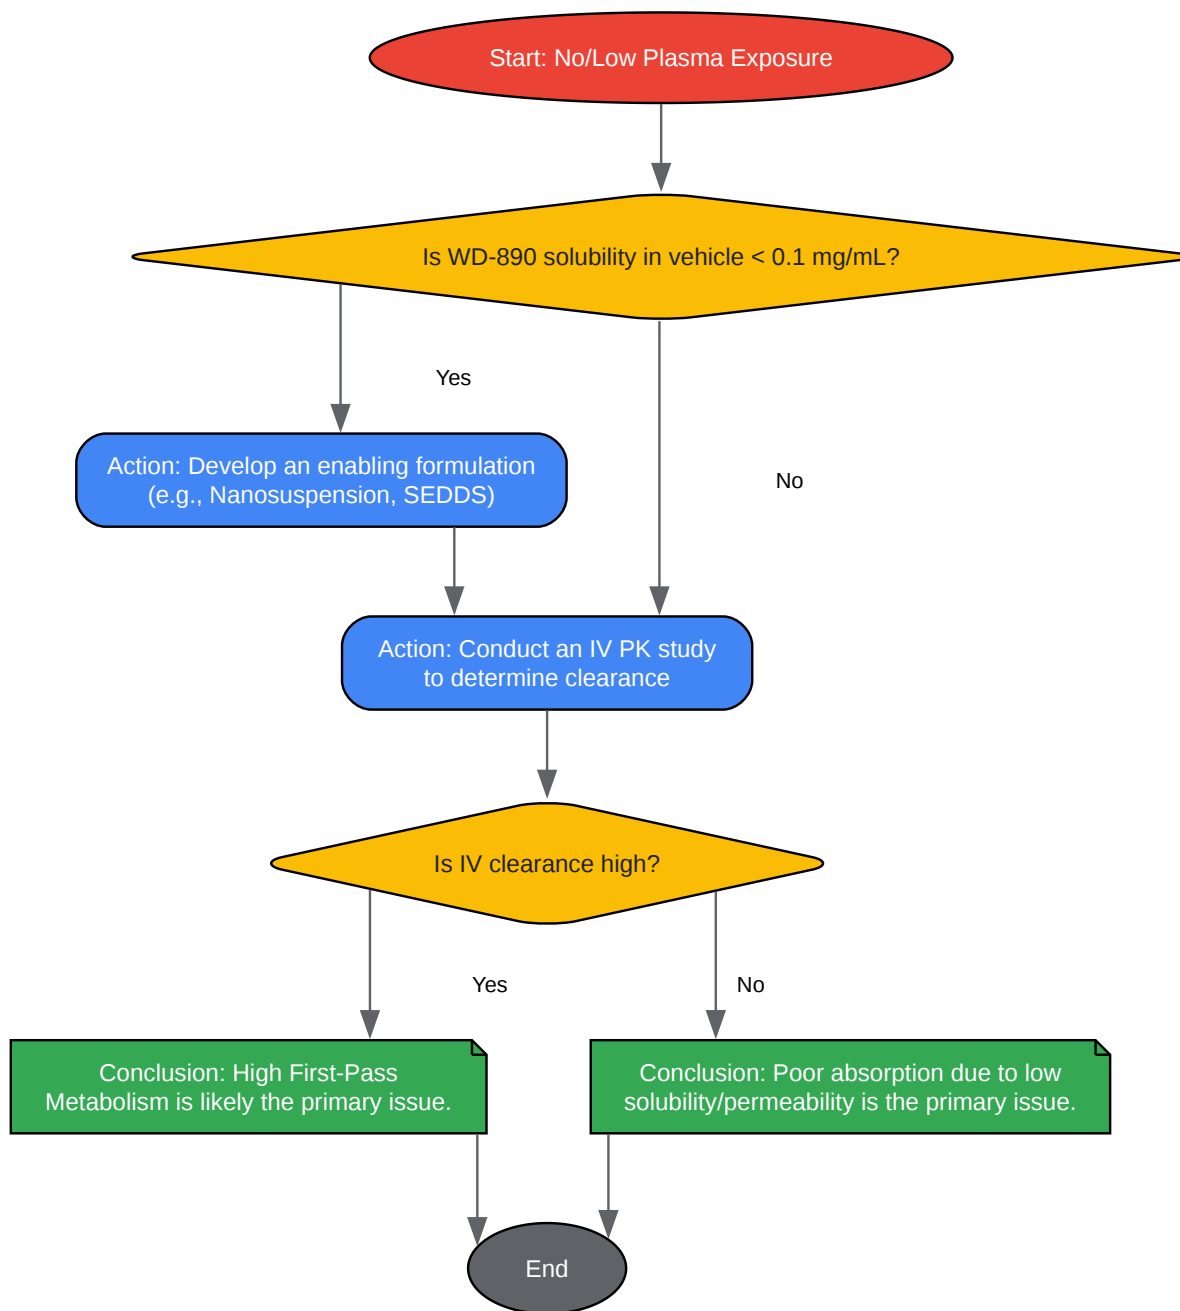 Start: No/Low Plasma Exposure
Is WD-890 solubility in vehicle < 0.1 mg/mL?
Yes
Action: Develop an enabling formulation
(e.g., Nanosuspension, SEDDS)
No
Action: Conduct an IV PK study
to determine clearance
Is IV clearance high?
Yes
No
Conclusion: High First-Pass
Metabolism is likely the primary issue.
Conclusion: Poor absorption due to low
solubility/permeability is the primary issue.
End